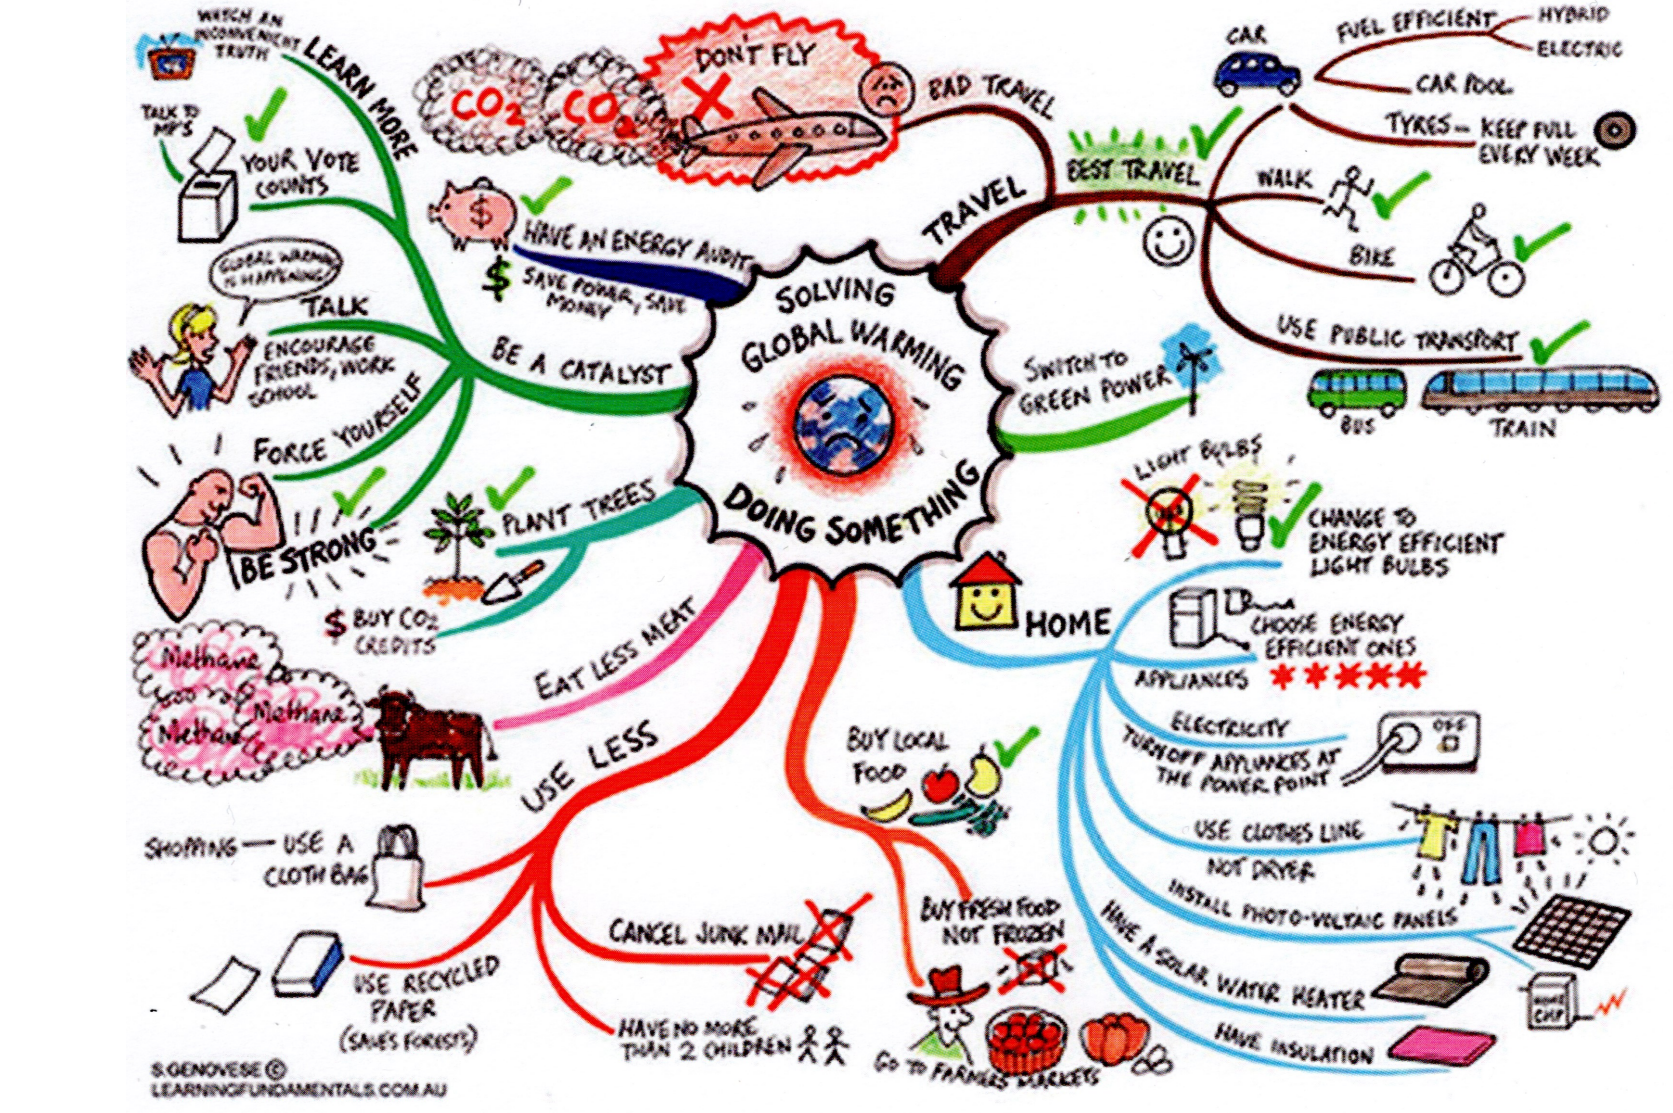 SOLVING
GLOBAL WARMING
DOING SOMETHING
TRAVEL
BAD TRAVEL
DON'T FLY
CO2
CO2
BEST TRAVEL
CAR
FUEL EFFICIENT
HYBRID
ELECTRIC
CAR POOL
TYRES - KEEP FULL
EVERY WEEK
WALK
BIKE
USE PUBLIC TRANSPORT
BUS
TRAIN
SWITCH TO
GREEN POWER
HOME
LIGHT BULBS
CHANGE TO
ENERGY EFFICIENT
LIGHT BULBS
CHOOSE ENERGY
EFFICIENT ONES
APPLIANCES
ELECTRICITY
TURN OFF APPLIANCES AT
THE POWER POINT
OFF
USE CLOTHES LINE
NOT DRYER
INSTALL PHOTO-VOLTAIC PANELS
HAVE A SOLAR WATER HEATER
CHP
HAVE INSULATION
BUY LOCAL
FOOD
BUY FRESH FOOD
NOT FROZEN
GO TO FARMERS MARKETS
USE LESS
CANCEL JUNK MAIL
HAVE NO MORE
THAN 2 CHILDREN
USE RECYCLED
PAPER
(SAVES FORESTS)
SHOPPING — USE A
CLOTH BAG
EAT LESS MEAT
Methane
Methane
Methane
PLANT TREES
$ BUY CO2
CREDITS
BE A CATALYST
LEARN MORE
WATCH AN
INCONVENIENT
TRUTH
TALK TO
MPS
YOUR VOTE
COUNTS
GLOBAL WARMING
IS HAPPENING!
TALK
ENCOURAGE
FRIENDS, WORK
SCHOOL
FORCE YOURSELF
BE STRONG
$
HAVE AN ENERGY AUDIT
$ SAVE POWER, SAVE
MONEY
S.GENOVESE ©
LEARNINGFUNDAMENTALS.COM.AU